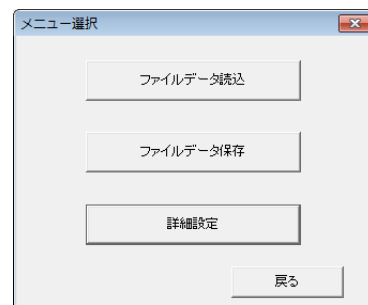 メニュー選択
ファイルデータ読込
ファイルデータ保存
詳細設定
戻る